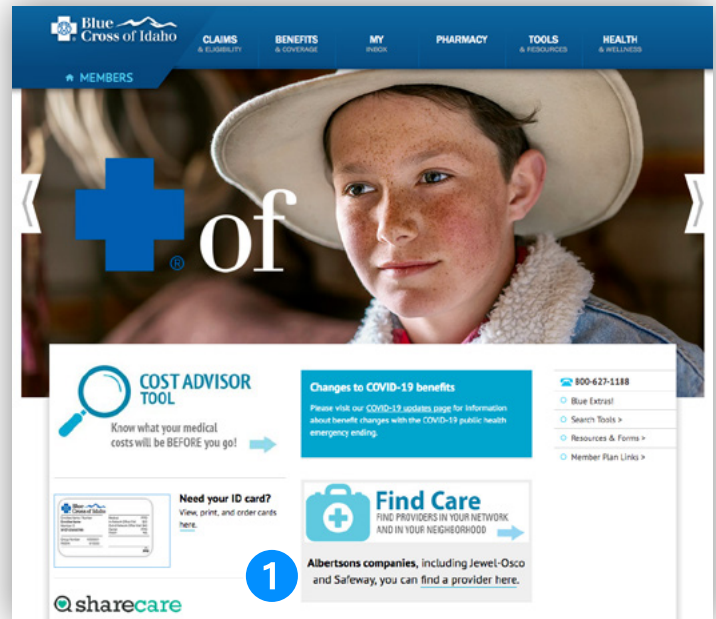 Blue
Cross of Idaho
CLAIMS
& ELIGIBILITY
BENEFITS
& COVERAGE
MY
INBOX
PHARMACY
TOOLS
& RESOURCES
HEALTH
& WELLNESS
MEMBERS
® of
COST ADVISOR
TOOL
Know what your medical
costs will be BEFORE you go!
Changes to COVID-19 benefits
Please visit our COVID-19 updates page for information
about benefit changes with the COVID-19 public health
emergency ending.
800-627-1188
Blue Extras!
Search Tools >
Resources & Forms >
Member Plan Links >
Blue
Cross of Idaho
Need your ID card?
View, print, and order cards
here.
Find Care
FIND PROVIDERS IN YOUR NETWORK
AND IN YOUR NEIGHBORHOOD
1
Albertsons companies, including Jewel-Osco
and Safeway, you can find a provider here.
sharecare